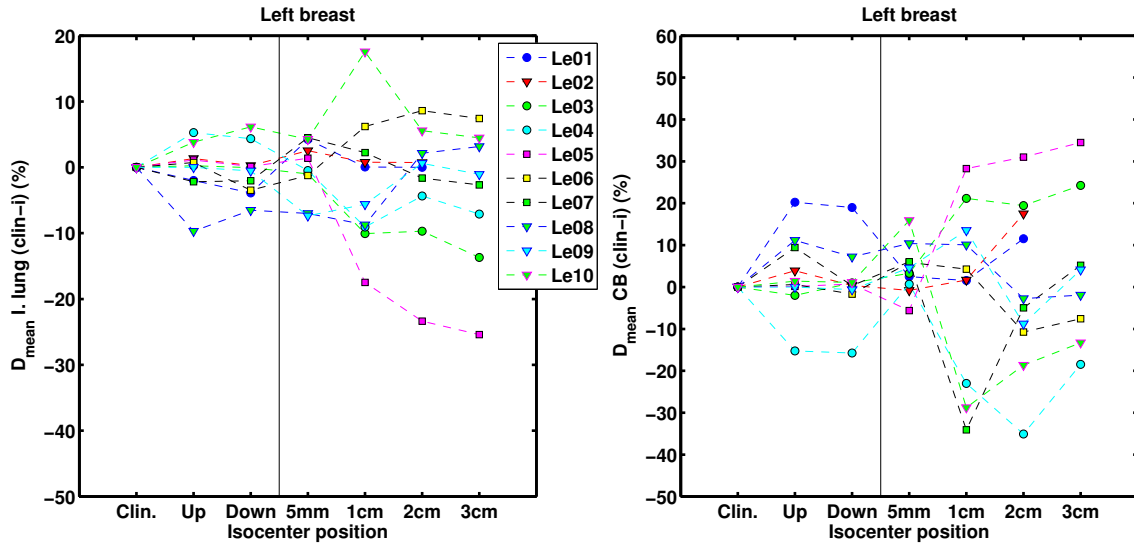 Left breast
20
10
0
−10
−20
−30
−40
−50
D_mean l. lung (clin−i) (%)
Clin. Up Down 5mm 1cm 2cm 3cm
Isocenter position
Le01
Le02
Le03
Le04
Le05
Le06
Le07
Le08
Le09
Le10
Left breast
60
50
40
30
20
10
0
−10
−20
−30
−40
−50
D_mean CB (clin−i) (%)
Clin. Up Down 5mm 1cm 2cm 3cm
Isocenter position